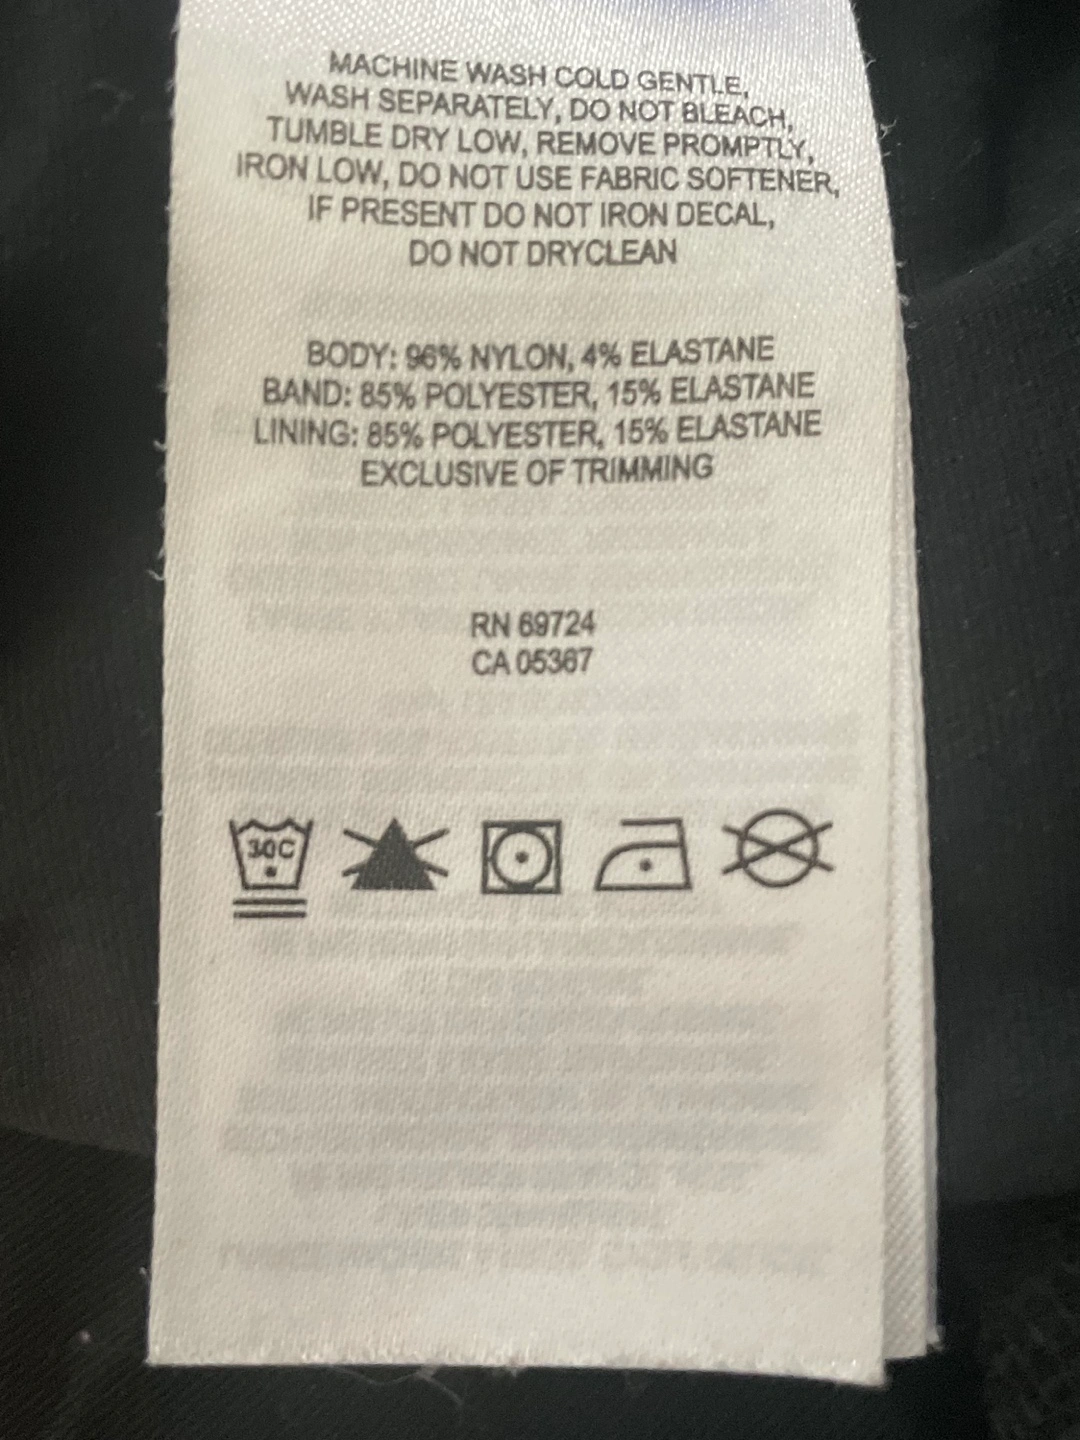 MACHINE WASH COLD GENTLE,
WASH SEPARATELY, DO NOT BLEACH,
TUMBLE DRY LOW, REMOVE PROMPTLY,
IRON LOW, DO NOT USE FABRIC SOFTENER,
IF PRESENT DO NOT IRON DECAL,
DO NOT DRYCLEAN
BODY: 96% NYLON, 4% ELASTANE
BAND: 85% POLYESTER, 15% ELASTANE
LINING: 85% POLYESTER, 15% ELASTANE
EXCLUSIVE OF TRIMMING
RN 69724
CA 05367
30C